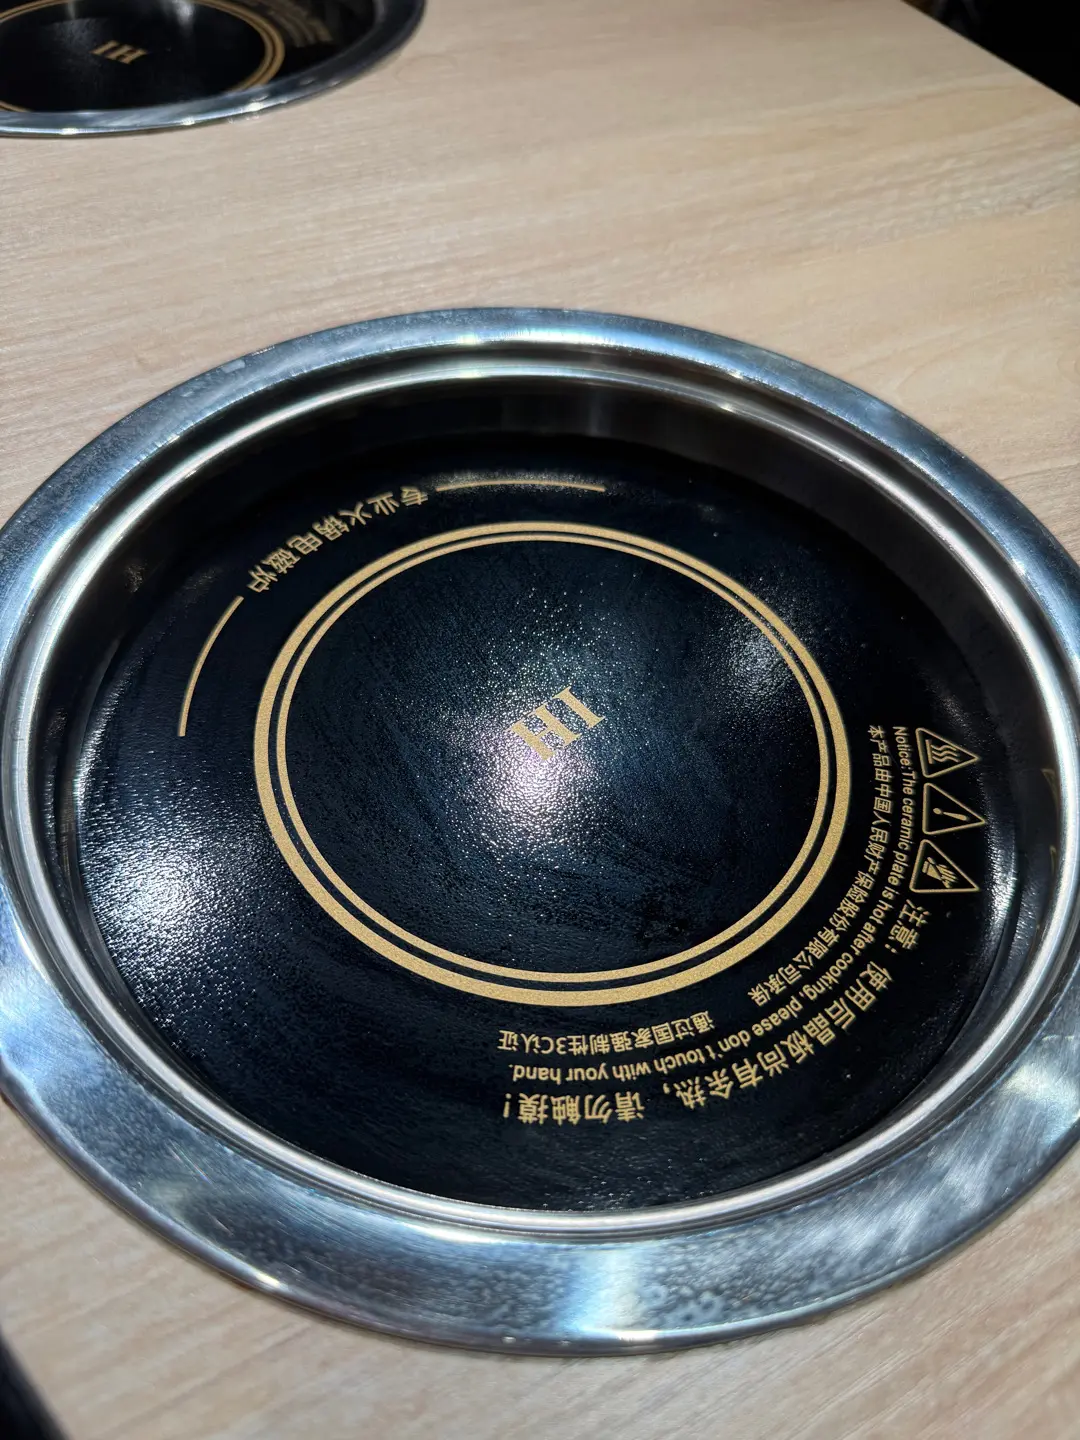 HI
专业火锅电磁炉
HI
注意：使用后晶板尚有余热，请勿触摸！
Notice:The ceramic plate is hot after cooking, please don't touch with your hand.
本产品由中国人民财产保险股份有限公司承保
通过国家强制性3C认证